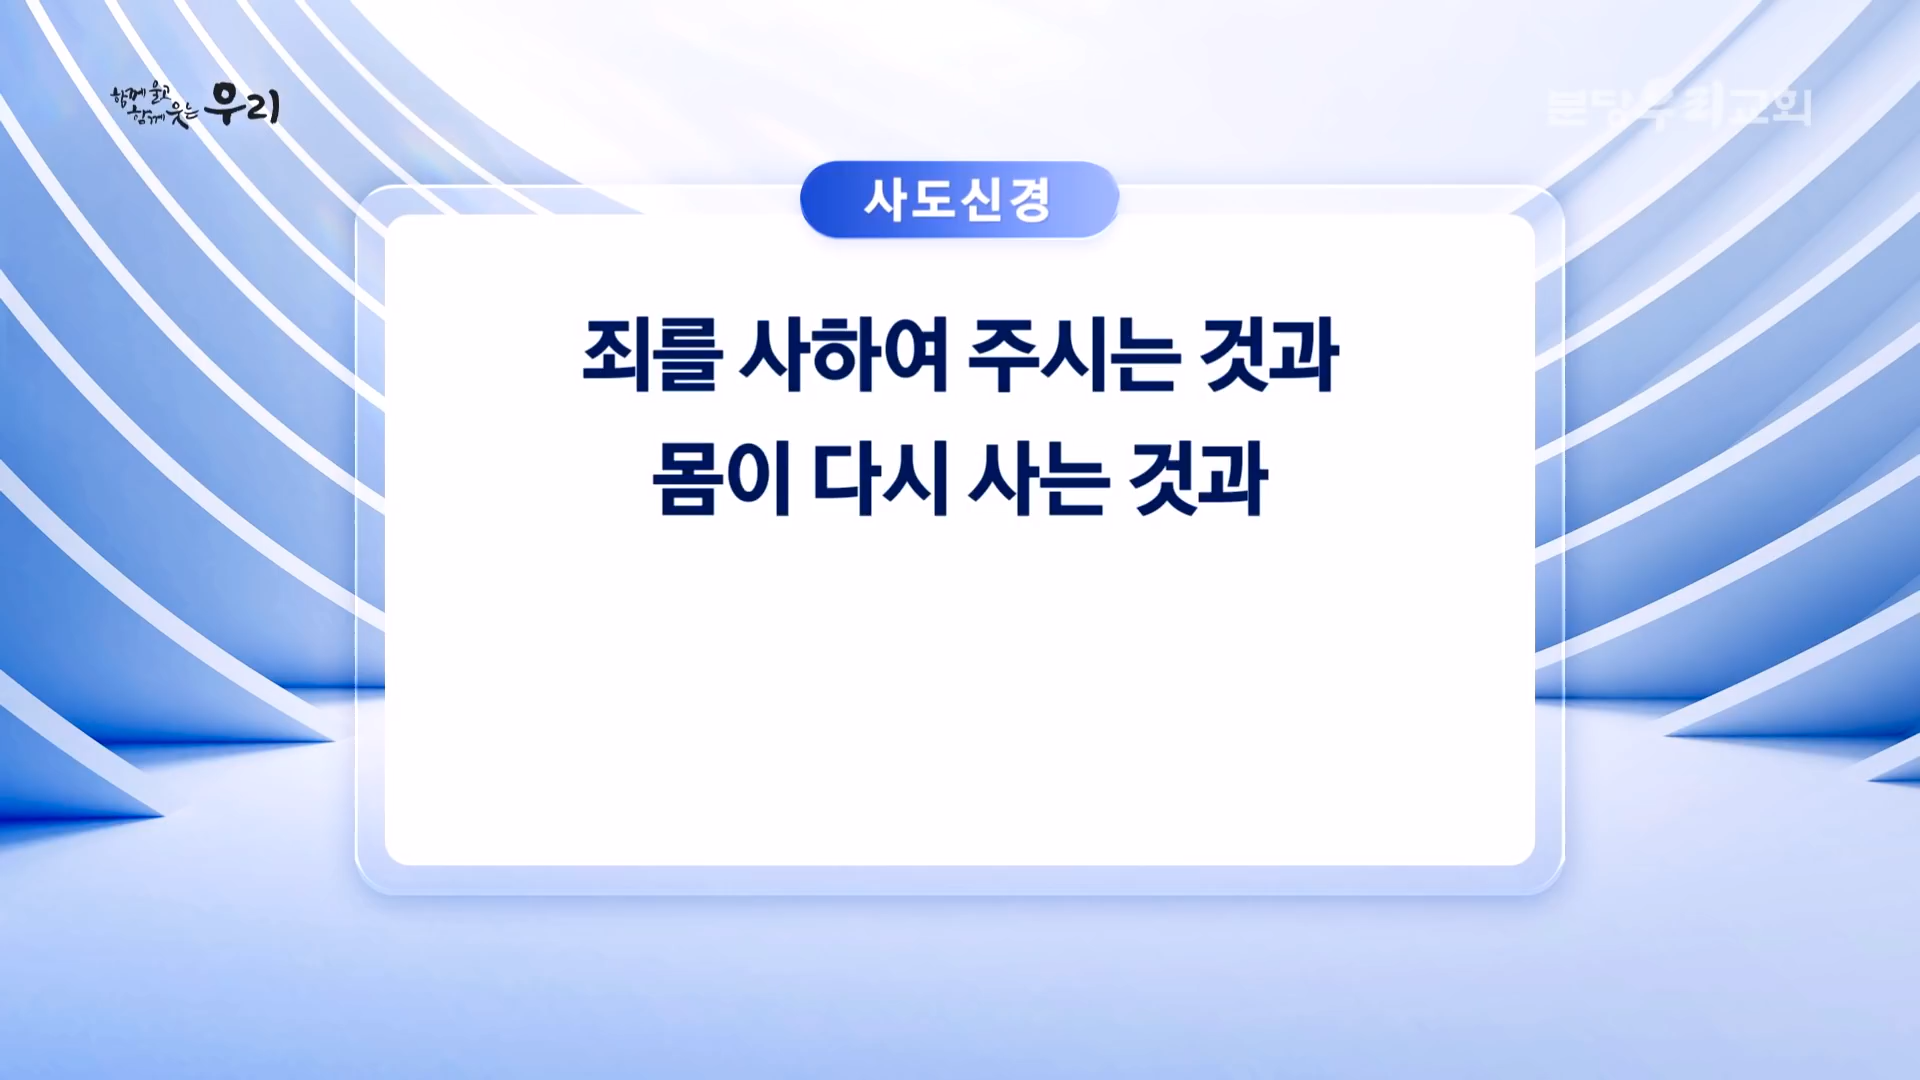 함께 울고
함께 웃는 우리
분당우리교회
사도신경
죄를 사하여 주시는 것과
몸이 다시 사는 것과